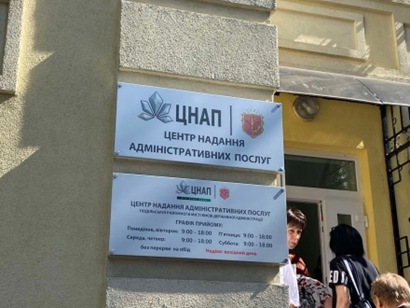 ЦНАП
ЦЕНТР НАДАННЯ
АДМІНІСТРАТИВНИХ ПОСЛУГ
ЦНАП
ЦЕНТР НАДАННЯ АДМІНІСТРАТИВНИХ ПОСЛУГ
ГРАФІК ПРИЙОМУ:
Понеділок, вівторок: 9:00 - 18:00 П'ятниця: 9:00 - 18:00
Середа, четвер: 9:00 - 18:00 Субота: 9:00 - 18:00
без перерви на обід Неділя: вихідний день